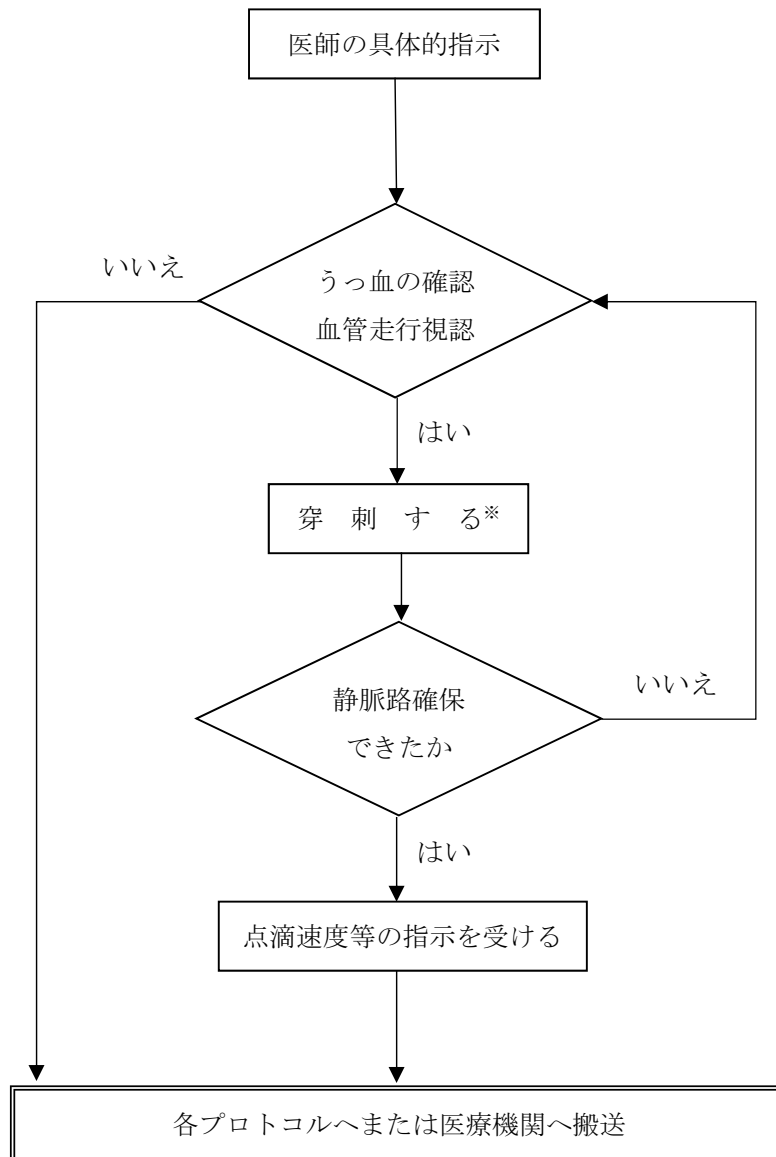 医師の具体的指示
いいえ
うっ血の確認
血管走行視認
はい
穿 刺 す る※
静脈路確保
できたか
いいえ
はい
点滴速度等の指示を受ける
各プロトコルへまたは医療機関へ搬送